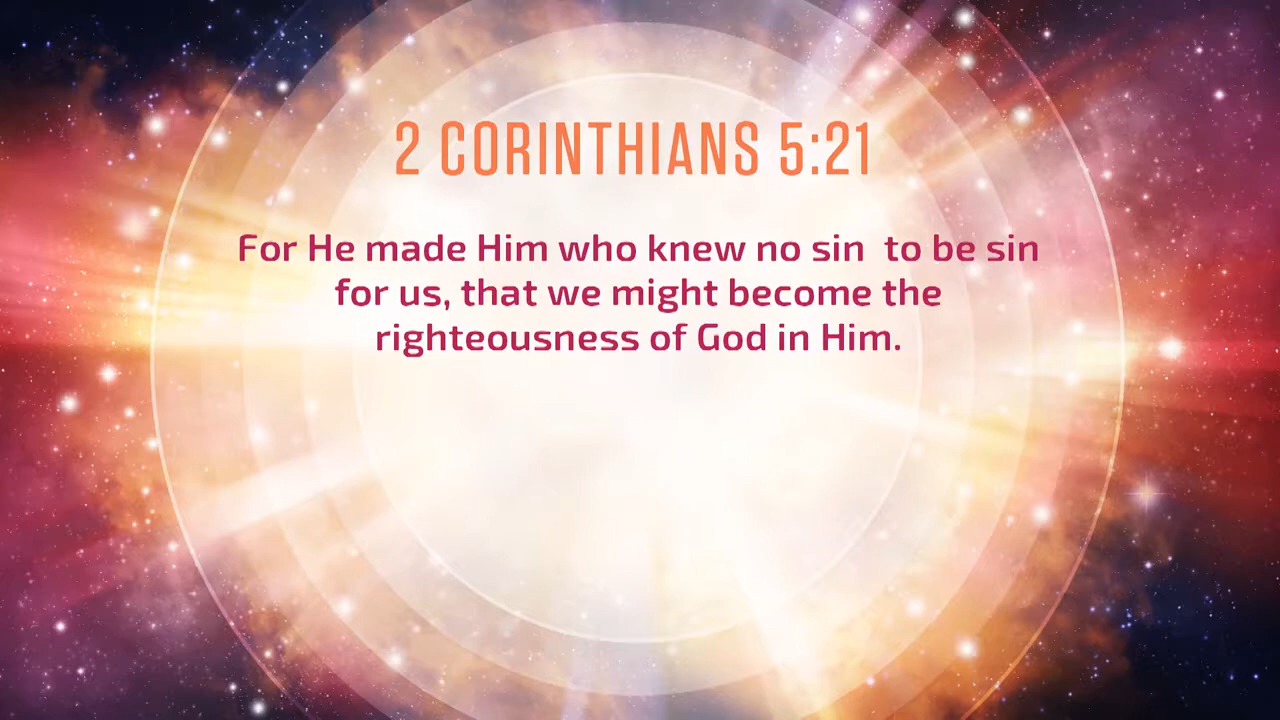 2 CORINTHIANS 5:21
For He made Him who knew no sin  to be sin
for us, that we might become the
righteousness of God in Him.